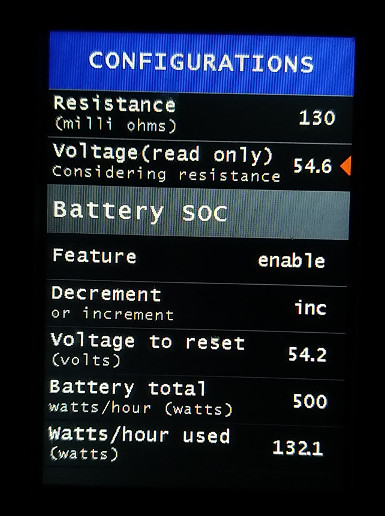 CONFIGURATIONS
Resistance
(milli ohms) 130
Voltage(read only)
Considering resistance 54.6
Battery SOC
Feature enable
Decrement
or increment inc
Voltage to reset
(volts) 54.2
Battery total
watts/hour (watts) 500
Watts/hour used
(watts) 132.1